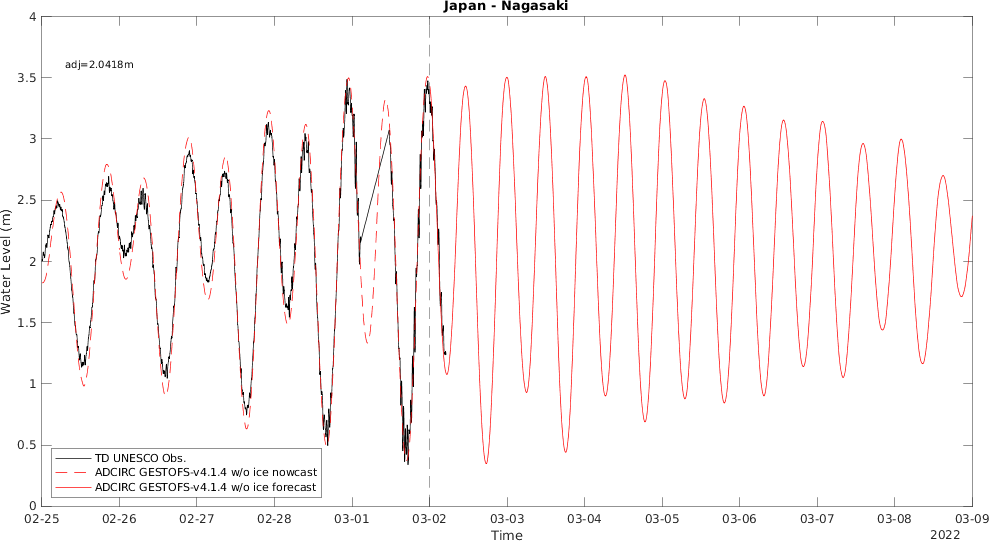 Japan - Nagasaki
4
adj=2.0418m
3.5
3
2.5
2
1.5
1
0.5
0
Water Level (m)
TD UNESCO Obs.
ADCIRC GESTOFS-v4.1.4 w/o ice nowcast
ADCIRC GESTOFS-v4.1.4 w/o ice forecast
02-25 02-26 02-27 02-28 03-01 03-02 03-03 03-04 03-05 03-06 03-07 03-08 03-09
Time
2022